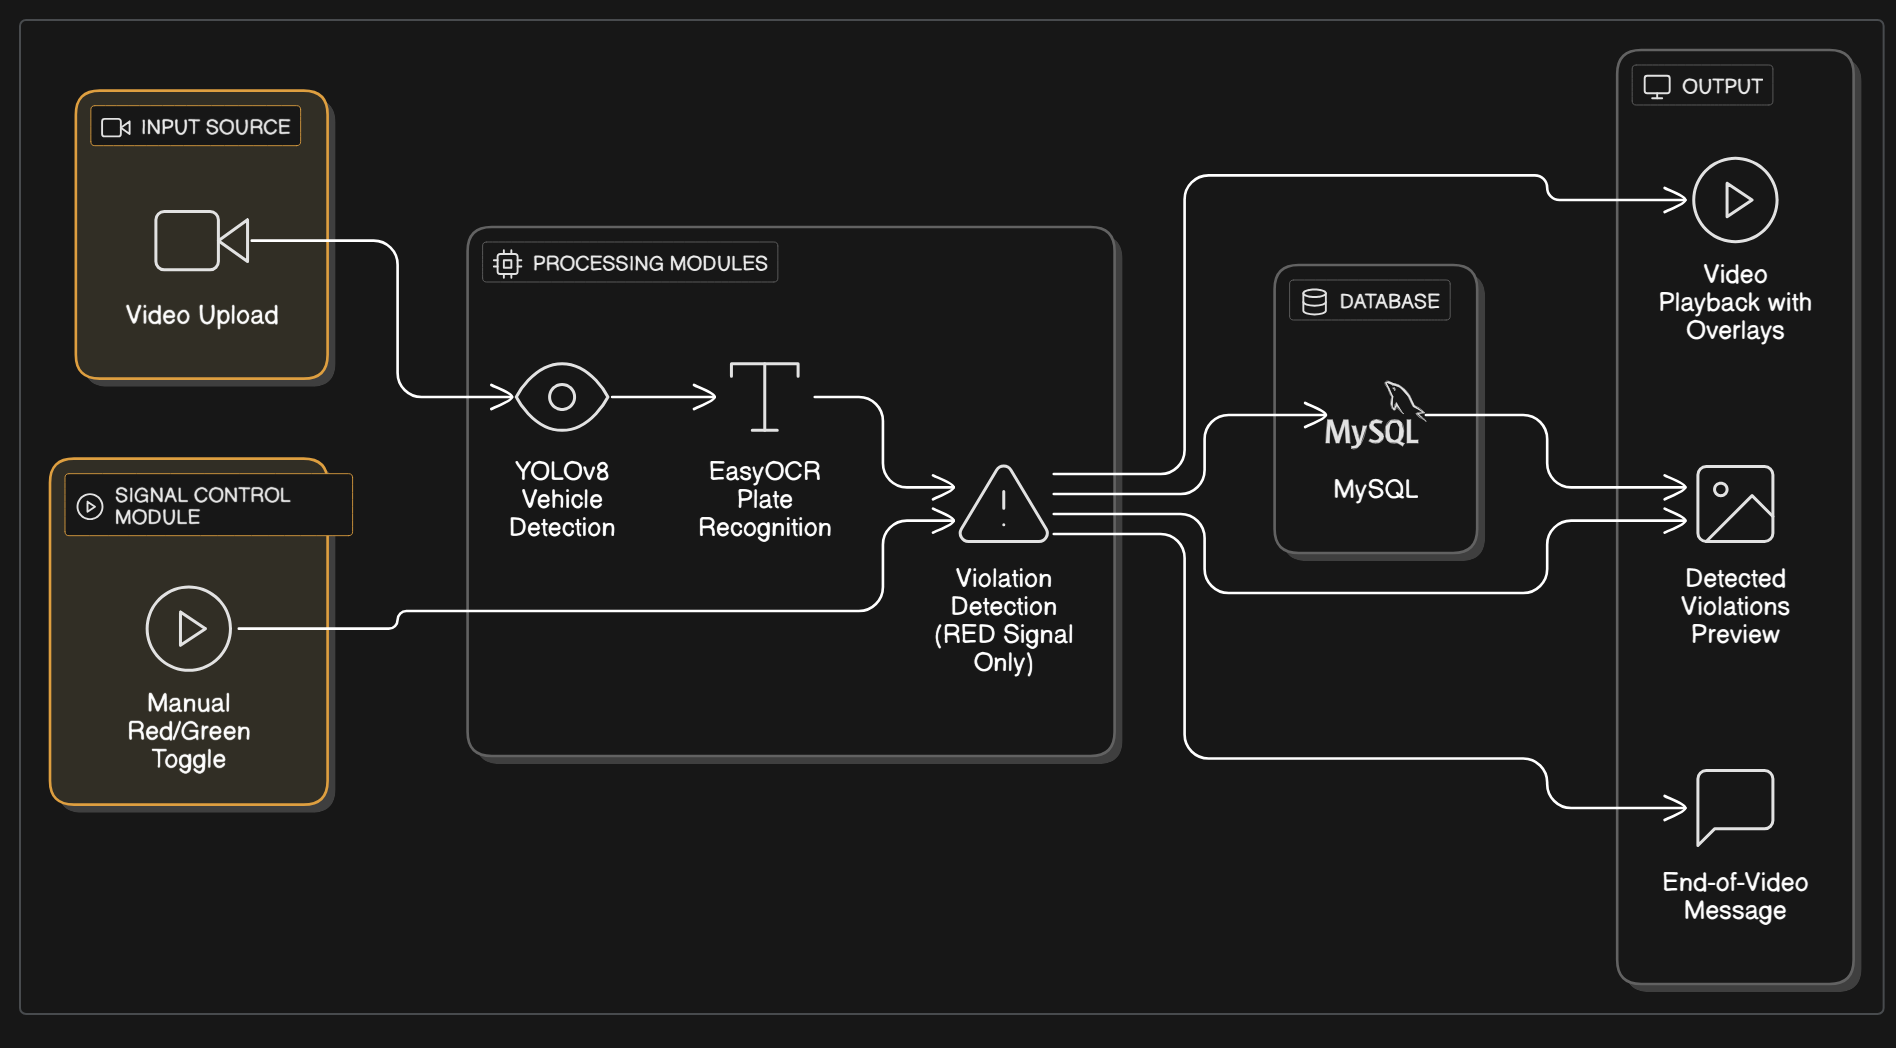 INPUT SOURCE
Video Upload
SIGNAL CONTROL
MODULE
Manual
Red/Green
Toggle
PROCESSING MODULES
YOLOv8
Vehicle
Detection
EasyOCR
Plate
Recognition
Violation
Detection
(RED Signal
Only)
DATABASE
MySQL
MySQL
OUTPUT
Video
Playback with
Overlays
Detected
Violations
Preview
End-of-Video
Message